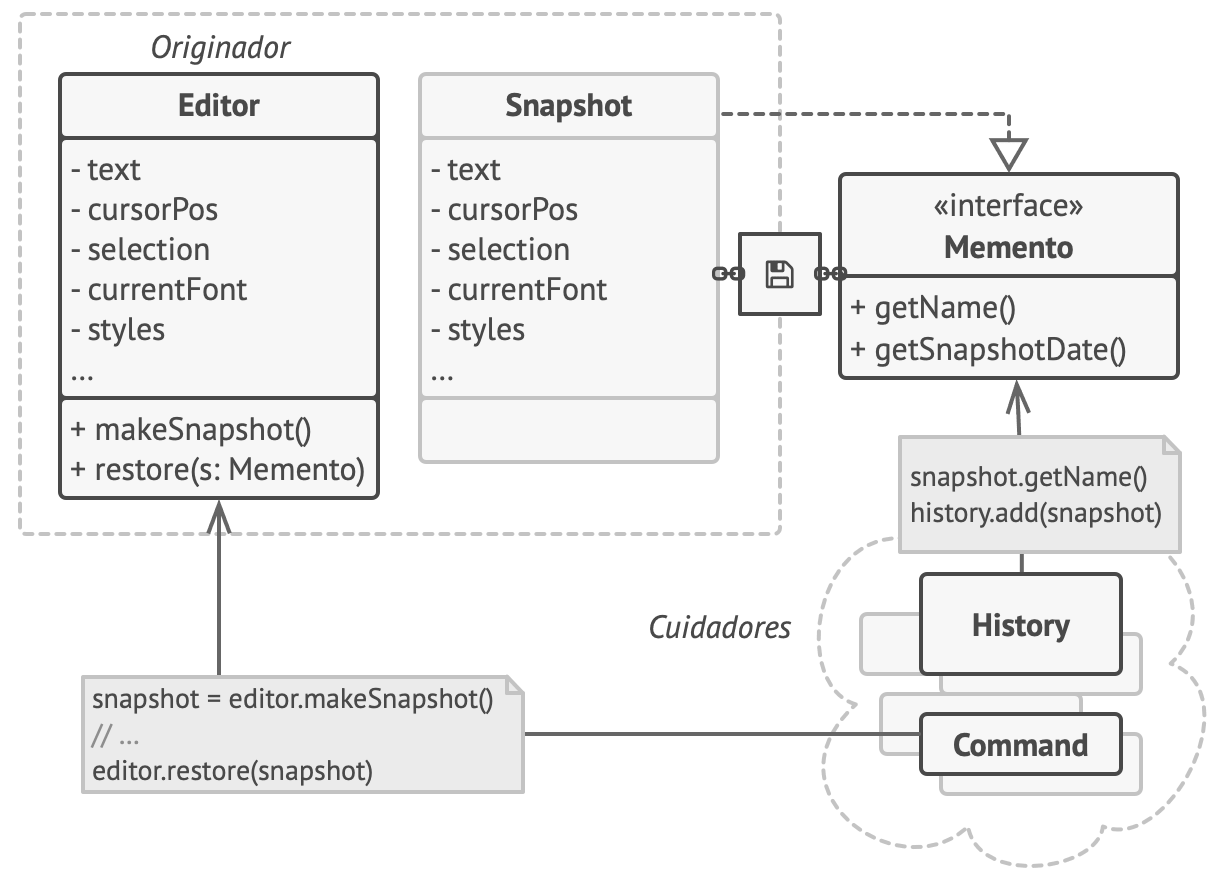 Originador
Editor
- text
- cursorPos
- selection
- currentFont
- styles
...
+ makeSnapshot()
+ restore(s: Memento)
Snapshot
- text
- cursorPos
- selection
- currentFont
- styles
...
«interface»
Memento
+ getName()
+ getSnapshotDate()
snapshot.getName()
history.add(snapshot)
Cuidadores
History
Command
snapshot = editor.makeSnapshot()
// ...
editor.restore(snapshot)